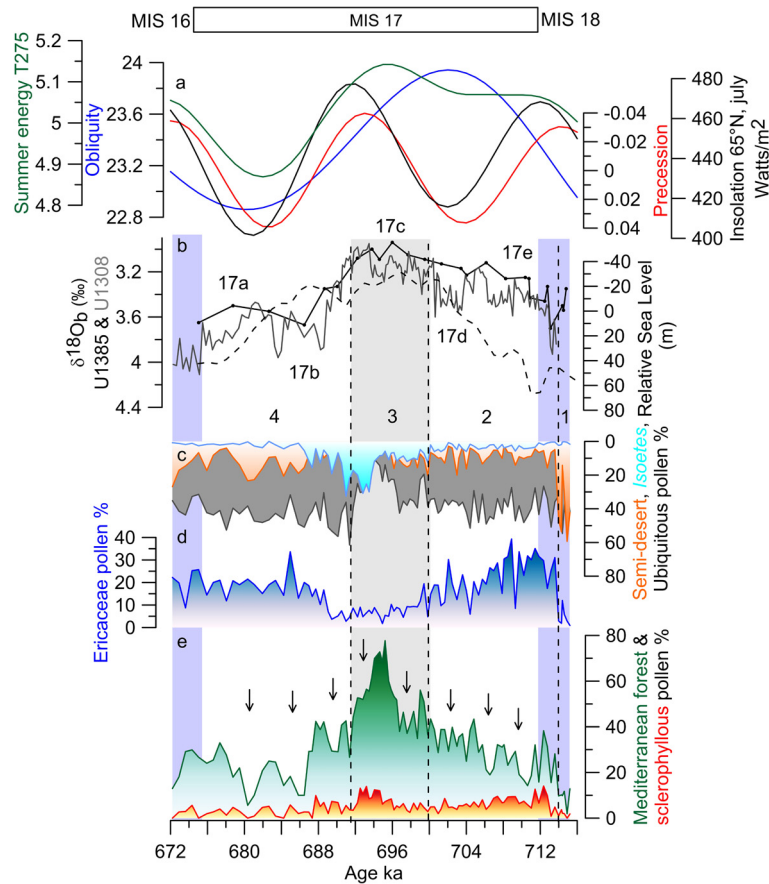 MIS 16
MIS 17
MIS 18
Summer energy T275
5.2
5.1
5
4.9
4.8
Obliquity
24
23.6
23.2
22.8
a
-0.04
-0.02
0
0.02
0.04
Precession
480
460
440
420
400
Insolation 65°N, july
Watts/m2
b
δ18Ob (‰)
U1385 & U1308
3.2
3.6
4
4.4
17a
17b
17c
17d
17e
-40
-20
0
20
40
60
80
Relative Sea Level
(m)
4
3
2
1
c
0
20
40
60
80
Semi-desert, Isoetes,
Ubiquitous pollen %
d
Ericaceae pollen %
40
30
20
10
0
e
80
60
40
20
0
Mediterranean forest &
sclerophyllous pollen %
672
680
688
696
704
712
Age ka